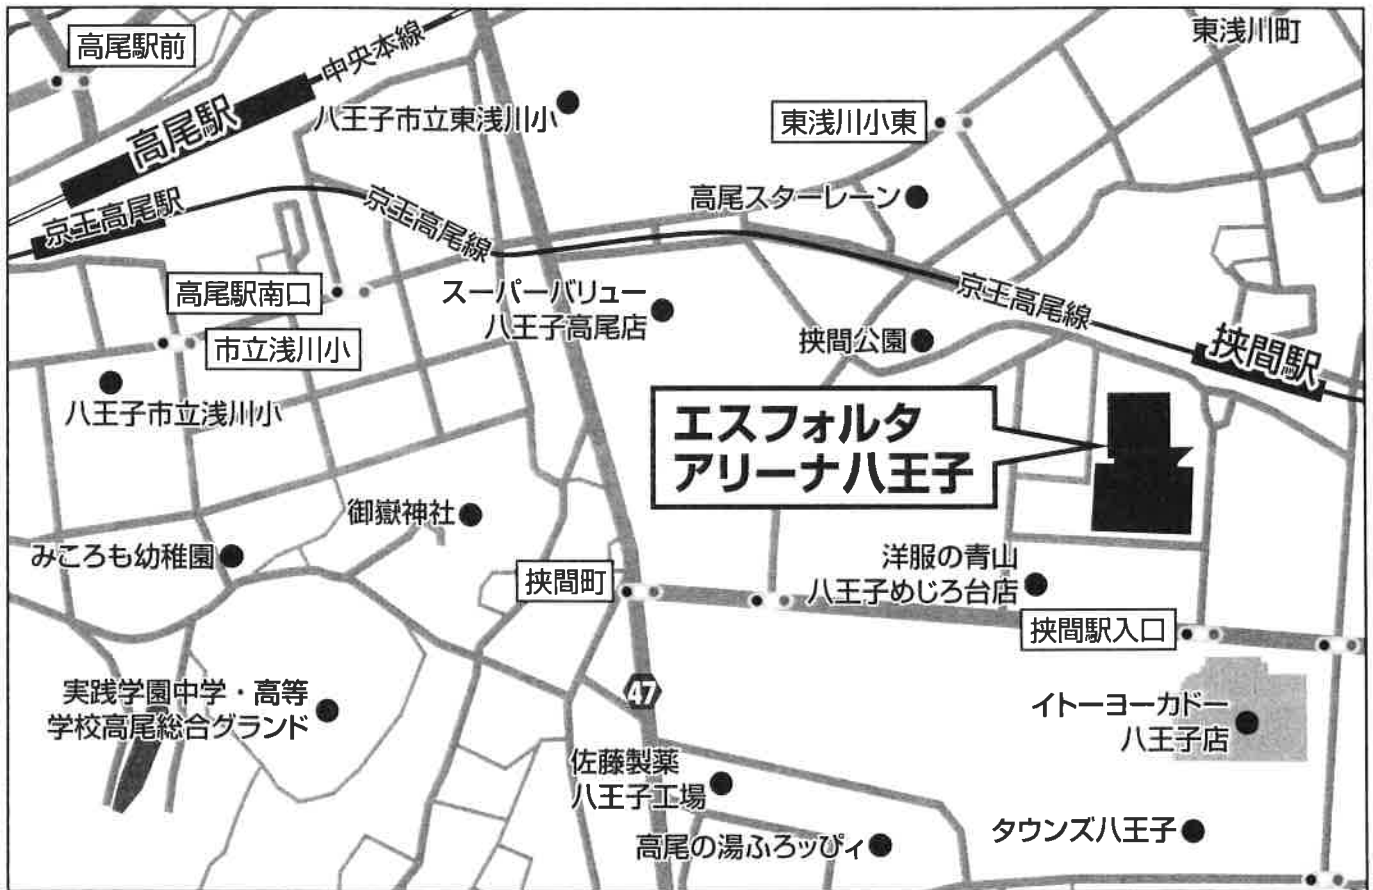 東浅川町
高尾駅前
中央本線
高尾駅
八王子市立東浅川小
東浅川小東
京王高尾駅
京王高尾線
高尾スターレーン
高尾駅南口
スーパーバリュー
八王子高尾店
京王高尾線
市立浅川小
挟間公園
挟間駅
八王子市立浅川小
エスフォルタ
アリーナ八王子
御嶽神社
みころも幼稚園
挟間町
洋服の青山
八王子めじろ台店
挟間駅入口
実践学園中学・高等
学校高尾総合グランド
47
イトーヨーカドー
八王子店
佐藤製薬
八王子工場
高尾の湯ふろッぴィ
タウンズ八王子